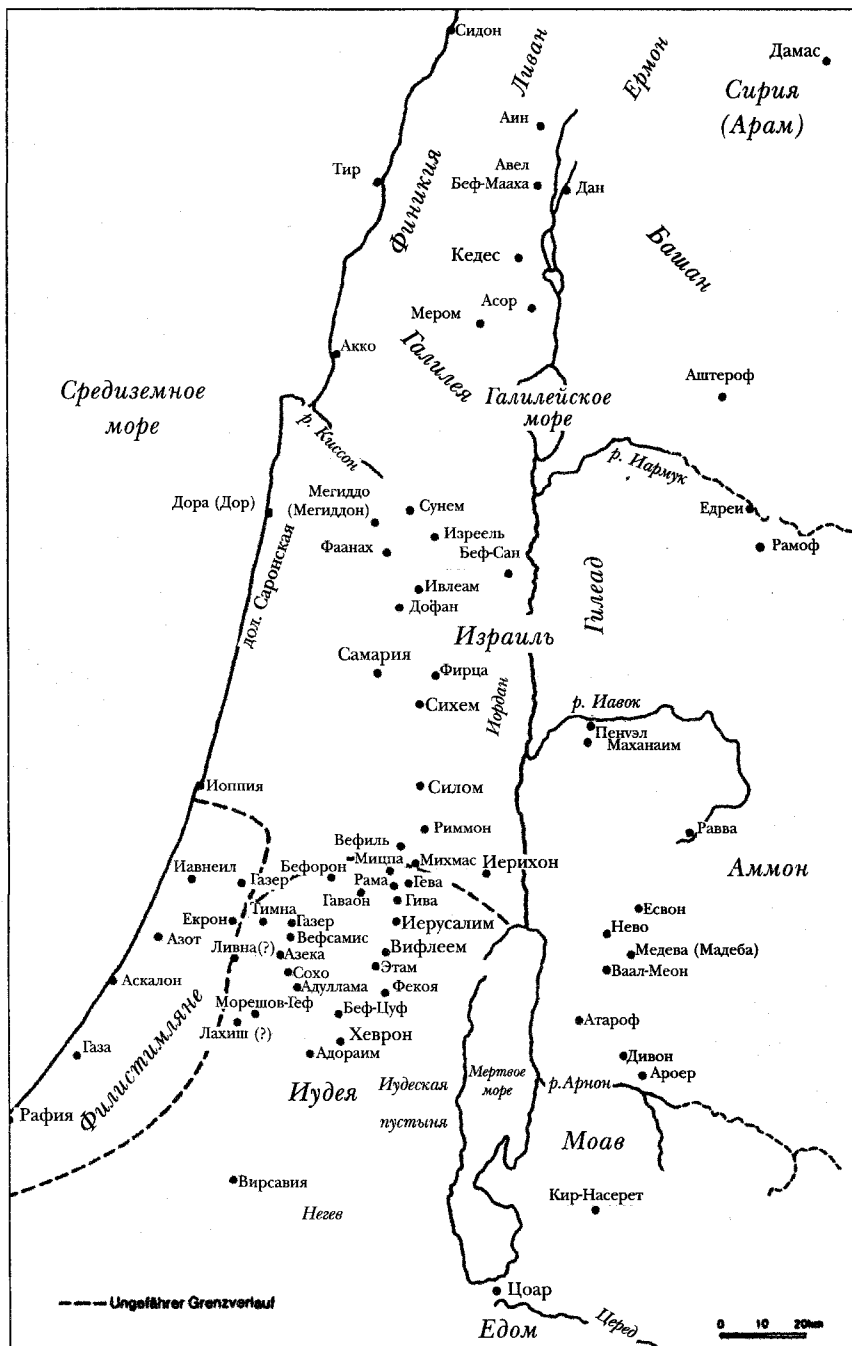 Сидон
Ливан
Ермон
Дамас
Сирия
(Арам)
Аин
Тир
Авел
Беф-Мааха
Дан
Финикия
Башан
Кедес
Асор
Мером
Акко
Галилея
Средиземное
море
Галилейское
море
Аштероф
р. Киссон
р. Иармук
Дора (Дор)
Мегиддо
(Мегиддон)
Сунем
Едреи
Изреель
Фаанах
Беф-Сан
Рамоф
Ивлеам
Дофан
дол. Саронская
Гилеад
Израиль
Самария
Фирца
Сихем
Иордан
р. Иавок
Пенуэл
Маханаим
Иоппия
Силом
Риммон
Равва
Вефиль
Мицпа
Михмас
Иерихон
Аммон
Иавнеил
Газер
Бефорон
Рама
Гева
Гаваон
Гива
Есвон
Екрон
Тимна
Газер
Иерусалим
Нево
Азот
Вефсамис
Ливна(?)
Азека
Вифлеем
Медева (Мадеба)
Этам
Ваал-Меон
Сохо
Аскалон
Адуллама
Фекоя
Морешов-Геф
Беф-Цуф
Атароф
Лахиш (?)
Хеврон
Газа
Адораим
Дивон
Филистимляне
Ароер
Иудея
Иудеская
пустыня
Мертвое
море
р.Арнон
Рафия
Моав
Вирсавия
Кир-Насерет
Негев
Цоар
Ungefährer Grenzverlauf
Едом
Церед
0 10 20km